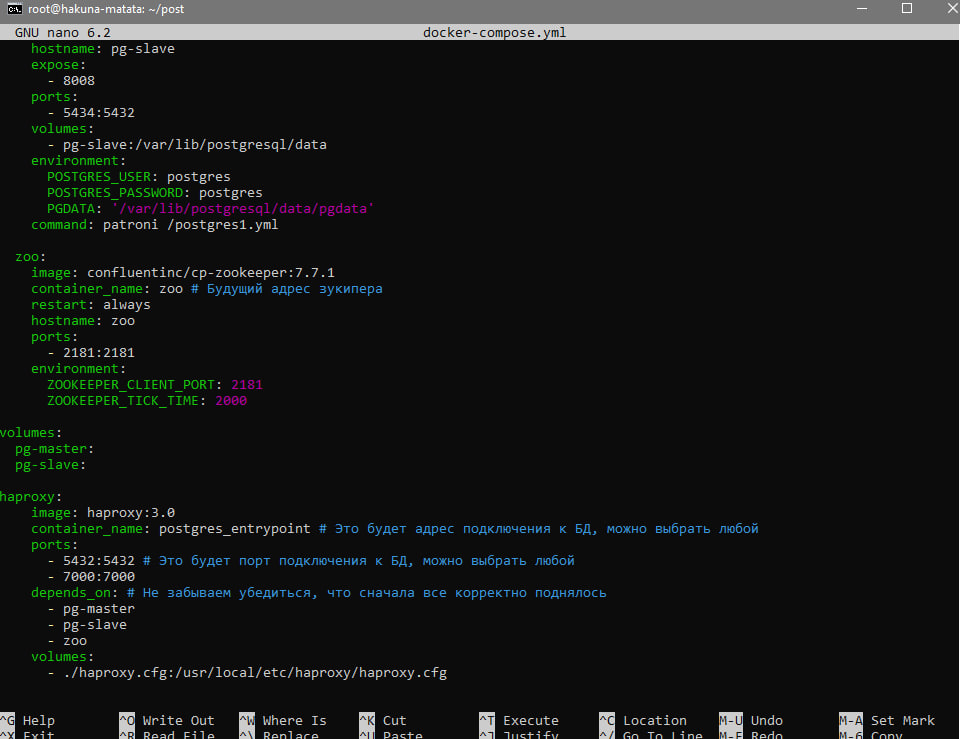 root@hakuna-matata: ~/post
GNU nano 6.2 docker-compose.yml
hostname: pg-slave
expose:
- 8008
ports:
- 5434:5432
volumes:
- pg-slave:/var/lib/postgresql/data
environment:
POSTGRES_USER: postgres
POSTGRES_PASSWORD: postgres
PGDATA: '/var/lib/postgresql/data/pgdata'
command: patroni /postgres1.yml
zoo:
image: confluentinc/cp-zookeeper:7.7.1
container_name: zoo # Будущий адрес зукипера
restart: always
hostname: zoo
ports:
- 2181:2181
environment:
ZOOKEEPER_CLIENT_PORT: 2181
ZOOKEEPER_TICK_TIME: 2000
volumes:
pg-master:
pg-slave:
haproxy:
image: haproxy:3.0
container_name: postgres_entrypoint # Это будет адрес подключения к БД, можно выбрать любой
ports:
- 5432:5432 # Это будет порт подключения к БД, можно выбрать любой
- 7000:7000
depends_on: # Не забываем убедиться, что сначала все корректно поднялось
- pg-master
- pg-slave
- zoo
volumes:
- ./haproxy.cfg:/usr/local/etc/haproxy/haproxy.cfg
^G Help ^O Write Out ^W Where Is ^K Cut ^T Execute ^C Location M-U Undo M-A Set Mark
^X Exit ^R Read File ^\ Replace ^U Paste ^J Justify ^/ Go To Line M-E Redo M-6 Copy